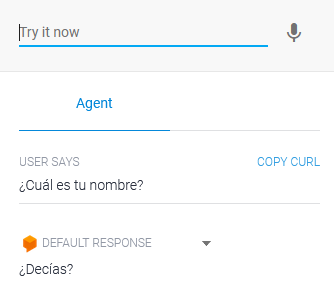 Try it now
Agent
USER SAYS COPY CURL
¿Cuál es tu nombre?
DEFAULT RESPONSE
¿Decías?